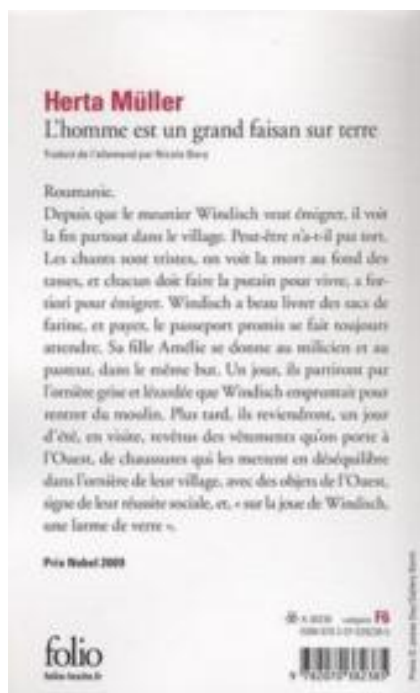 Herta Müller
L'homme est un grand faisan sur terre
Traduit de l'allemand par Nicole Bary
Roumanie.
Depuis que le meunier Windisch veut émigrer, il voit
la fin partout dans le village. Peut-être n'a-t-il pas tort.
Les chants sont tristes, on voit la mort au fond des
tasses, et chacun doit faire la putain pour vivre, a for-
tiori pour émigrer. Windisch a beau livrer des sacs de
farine, et payer, le passeport promis se fait toujours
attendre. Sa fille Amélie se donne au milicien et au
pasteur, dans le même but. Un jour, ils partiront par
l'ornière grise et lézardée que Windisch empruntait pour
rentrer du moulin. Plus tard, ils reviendront, un jour
d'été, en visite, revêtus des vêtements qu'on porte à
l'Ouest, de chaussures qui les mettent en déséquilibre
dans l'ornière de leur village, avec des objets de l'Ouest,
signe de leur réussite sociale, et, « sur la joue de Windisch,
une larme de verre ».
Prix Nobel 2009
catégorie F6
folio
folio-lesite.fr